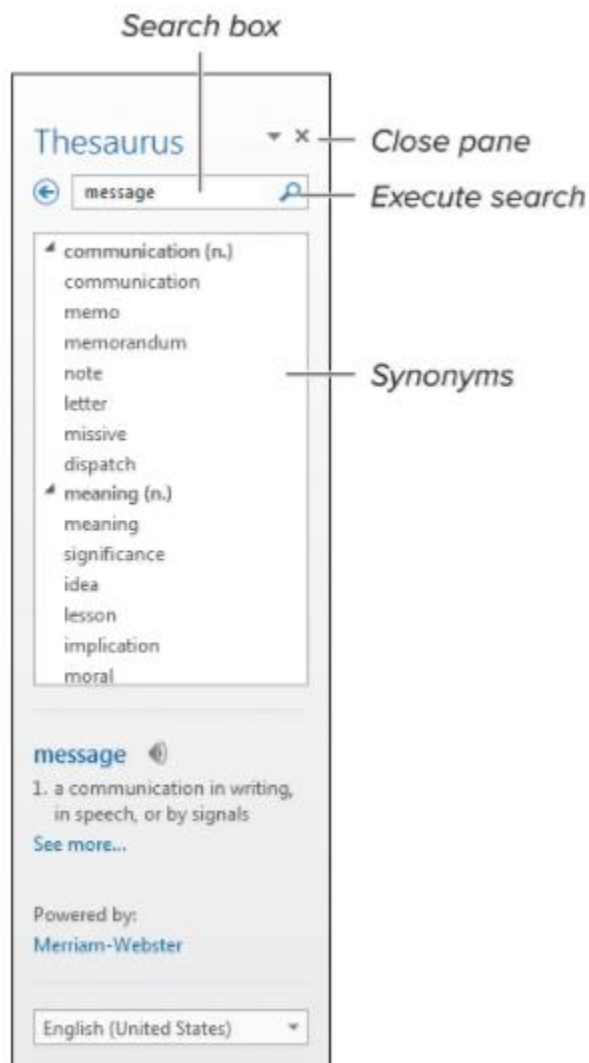 Search box
Thesaurus
Close pane
message
Execute search
communication (n.)
communication
memo
memorandum
note
Synonyms
letter
missive
dispatch
meaning (n.)
meaning
significance
idea
lesson
implication
moral
message
1. a communication in writing,
in speech, or by signals
See more...
Powered by:
Merriam-Webster
English (United States)